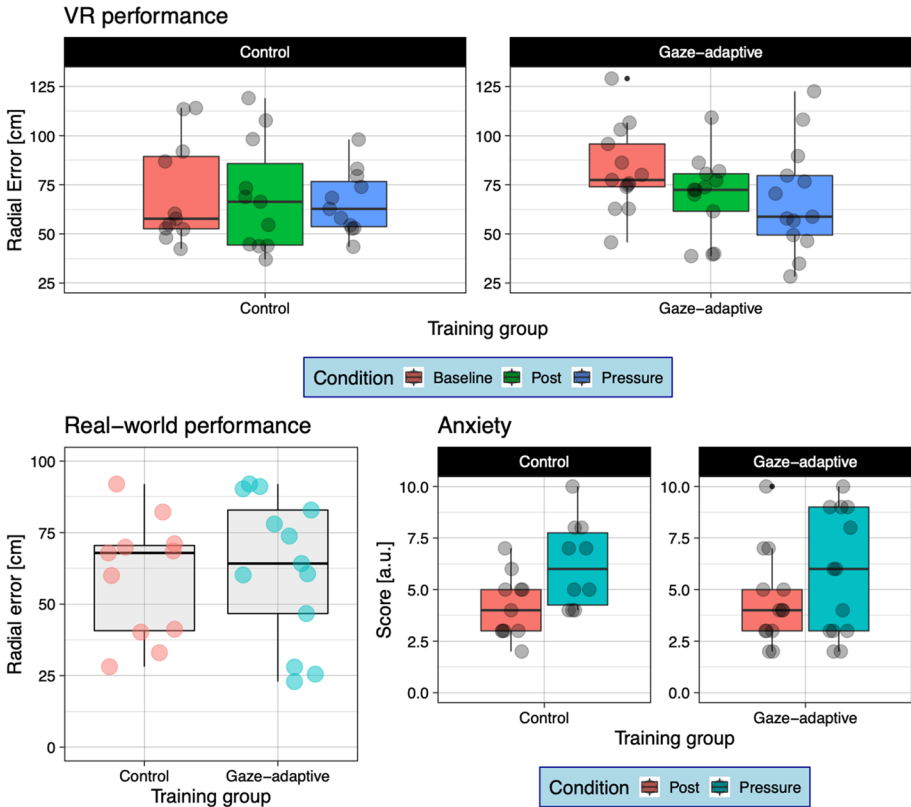 VR performance
Control
Gaze-adaptive
Radial Error [cm]
125
100
75
50
25
125
100
75
50
25
Control
Gaze-adaptive
Training group
Condition Baseline Post Pressure
Real-world performance
Radial error [cm]
100
75
50
25
0
Control Gaze-adaptive
Training group
Anxiety
Control
Gaze-adaptive
Score [a.u.]
10.0
7.5
5.0
2.5
0.0
10.0
7.5
5.0
2.5
0.0
Control
Gaze-adaptive
Training group
Condition Post Pressure